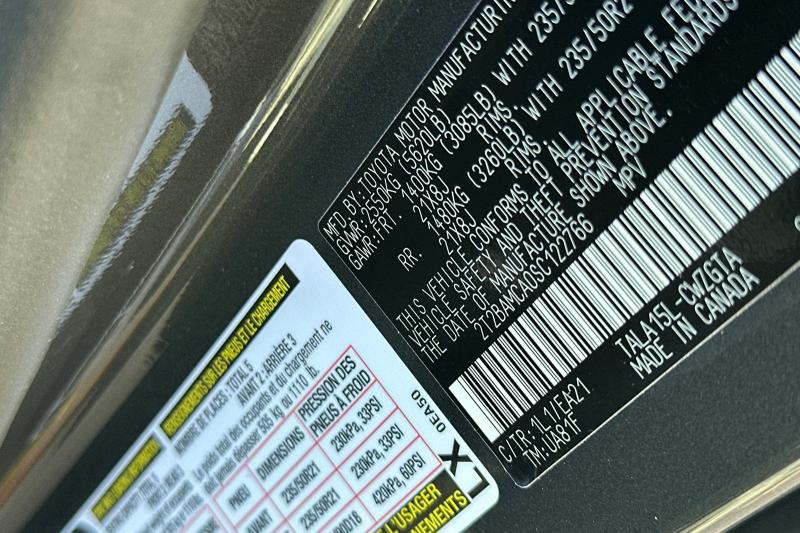 MFD BY: TOYOTA MOTOR MANUFACTURIN
GVWR: 2550KG (5620LB)
GAWR: FRT. 1400KG (3085LB) WITH 235/5
21X8J RIMS.
RR. 1480KG (3260LB) WITH 235/50R2
21X8J RIMS.
THIS VEHICLE CONFORMS TO ALL APPLICABLE FED
VEHICLE SAFETY AND THEFT PREVENTION STANDARDS
THE DATE OF MANUFACTURE SHOWN ABOVE.
2T2BAMCA0SC122766 MPV
TALA15L-CWZGTA
MADE IN CANADA
C/TR: 1L1/EA21
TM: UA81F
RENSEIGNEMENTS SUR LES PNEUS ET LE CHARGEMENT
NOMBRE DE PLACES : TOTAL 5
AVANT 2 : ARRIÈRE 3
Le poids total des occupants et du chargement ne
doit jamais dépasser 505 kg ou 1110 lb.
PNEU DIMENSIONS PRESSION DES PNEUS À FROID
AVANT 235/50R21 230kPa, 33PSI
235/50R21 230kPa, 33PSI
420kPa, 60PSI
L'USAGER
NEMENTS
LX
0EA50